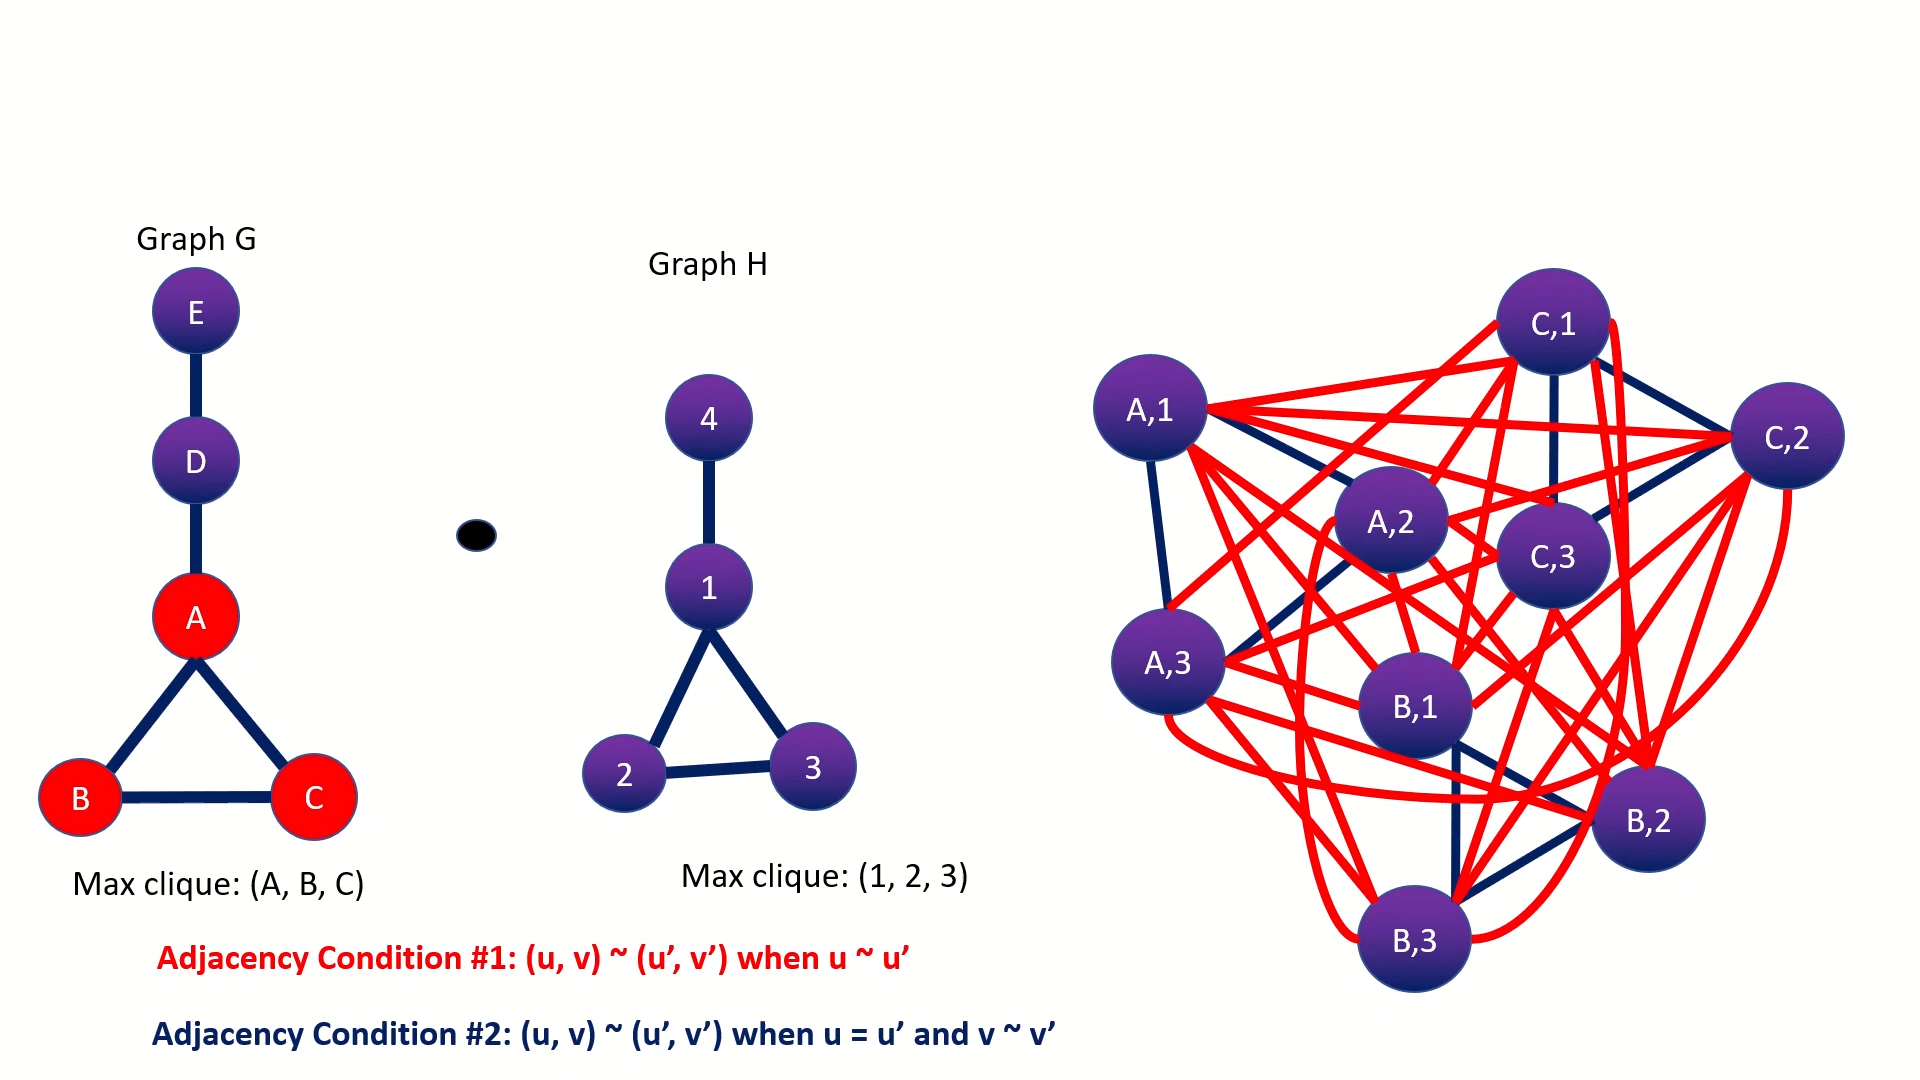 Graph G
E
D
A
B
C
Max clique: (A, B, C)
Graph H
4
1
2
3
Max clique: (1, 2, 3)
Adjacency Condition #1: (u, v) ~ (u’, v’) when u ~ u’
Adjacency Condition #2: (u, v) ~ (u’, v’) when u = u’ and v ~ v’
C,1
A,1
C,2
A,2
C,3
A,3
B,1
B,2
B,3